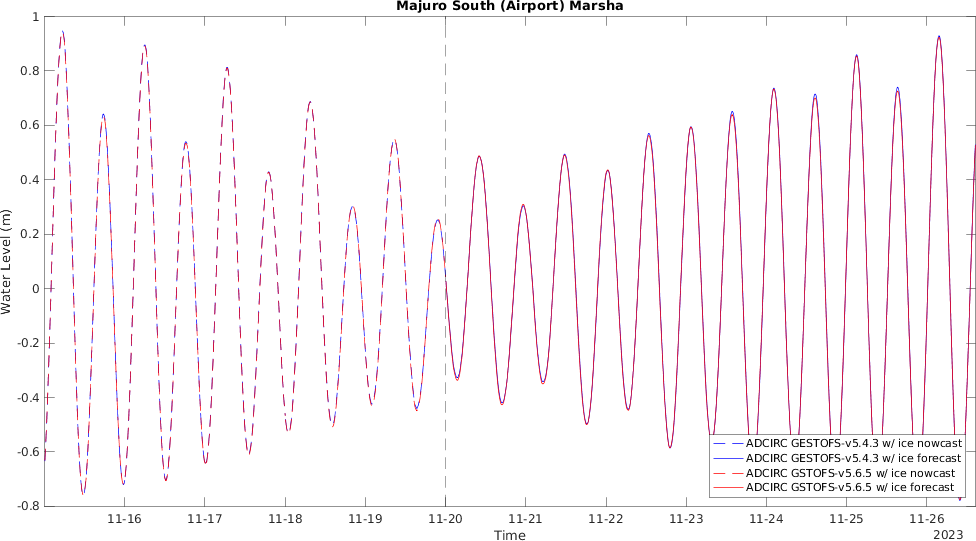 Majuro South (Airport) Marsha
1
0.8
0.6
0.4
0.2
0
-0.2
-0.4
-0.6
-0.8
Water Level (m)
ADCIRC GESTOFS-v5.4.3 w/ ice nowcast
ADCIRC GESTOFS-v5.4.3 w/ ice forecast
ADCIRC GSTOFS-v5.6.5 w/ ice nowcast
ADCIRC GSTOFS-v5.6.5 w/ ice forecast
11-16 11-17 11-18 11-19 11-20 11-21 11-22 11-23 11-24 11-25 11-26
Time
2023